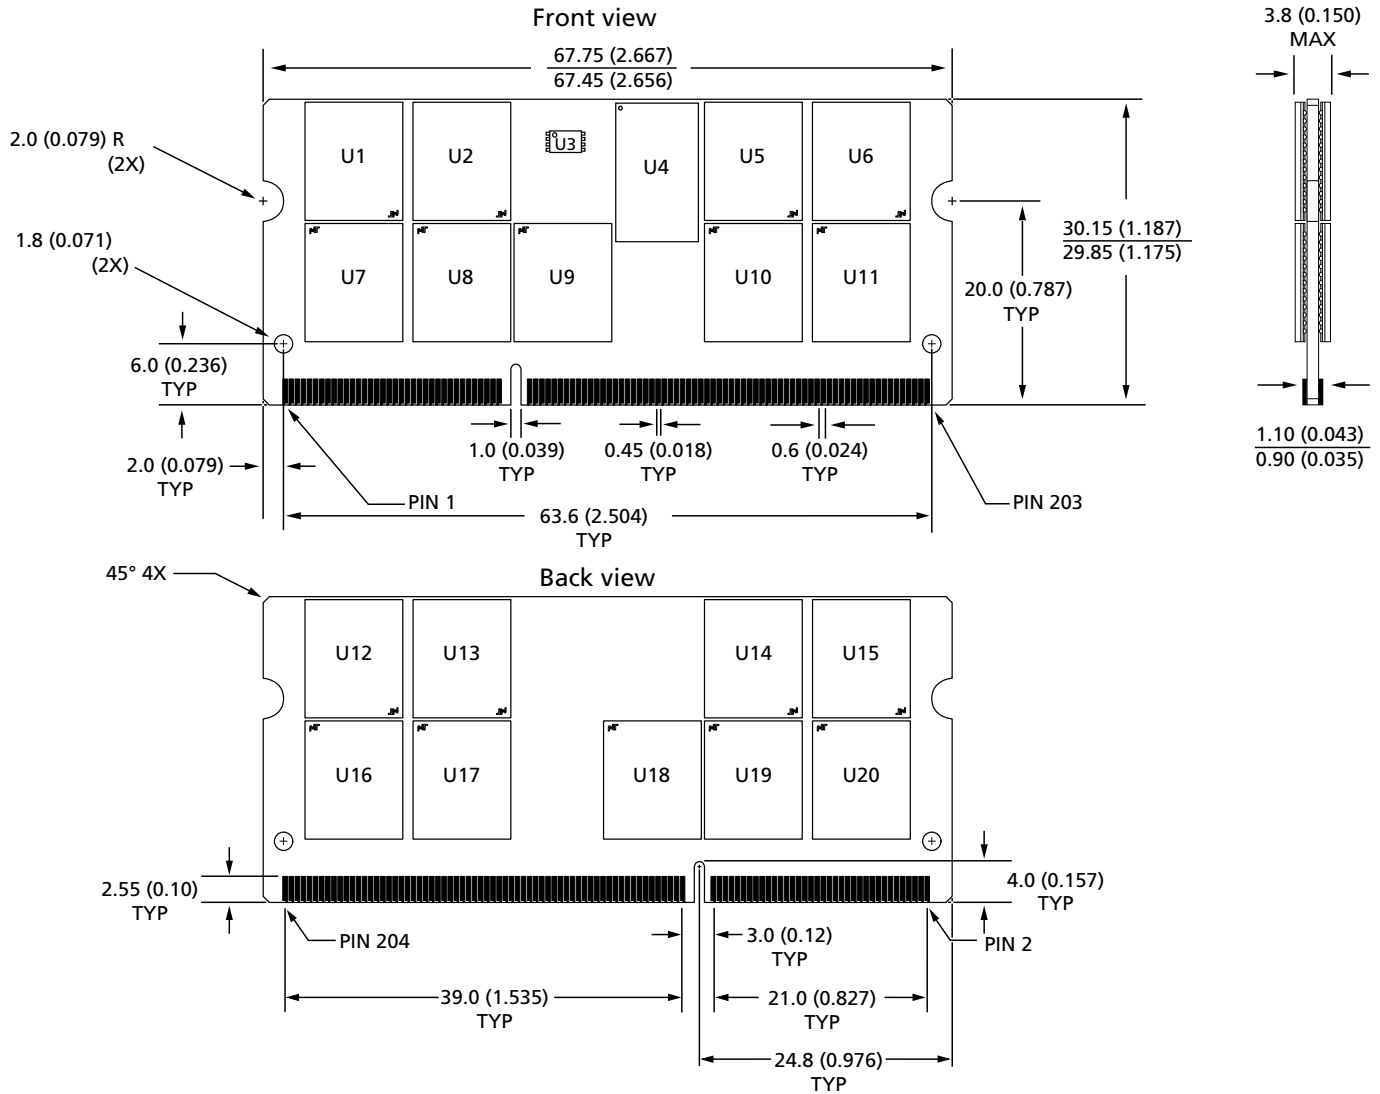 Front view
3.8 (0.150)
MAX
67.75 (2.667)
67.45 (2.656)
2.0 (0.079) R
(2X)
U1
U2
U3
U4
U5
U6
1.8 (0.071)
(2X)
U7
U8
U9
U10
U11
30.15 (1.187)
29.85 (1.175)
20.0 (0.787)
TYP
6.0 (0.236)
TYP
2.0 (0.079)
TYP
1.0 (0.039)
TYP
0.45 (0.018)
TYP
0.6 (0.024)
TYP
1.10 (0.043)
0.90 (0.035)
PIN 1
PIN 203
63.6 (2.504)
TYP
45° 4X
Back view
U12
U13
U14
U15
U16
U17
U18
U19
U20
2.55 (0.10)
TYP
4.0 (0.157)
TYP
PIN 204
3.0 (0.12)
TYP
PIN 2
39.0 (1.535)
TYP
21.0 (0.827)
TYP
24.8 (0.976)
TYP